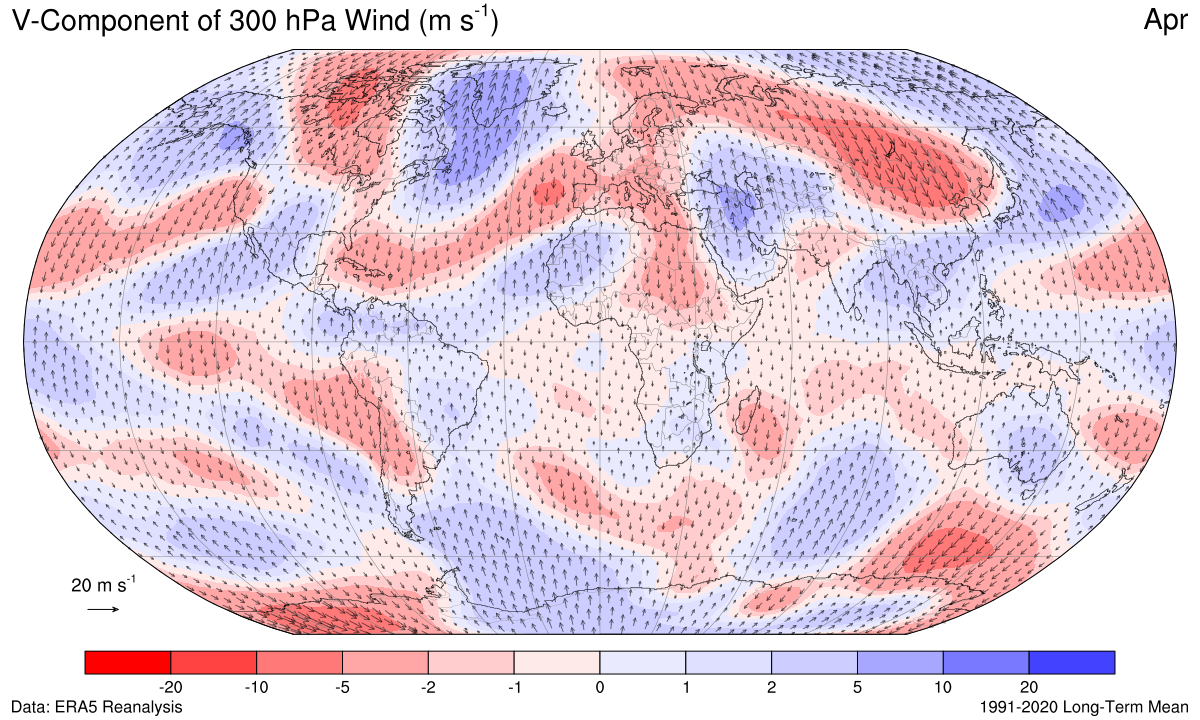 V-Component of 300 hPa Wind (m s⁻¹)
Apr
20 m s⁻¹
-20 -10 -5 -2 -1 0 1 2 5 10 20
Data: ERA5 Reanalysis
1991-2020 Long-Term Mean